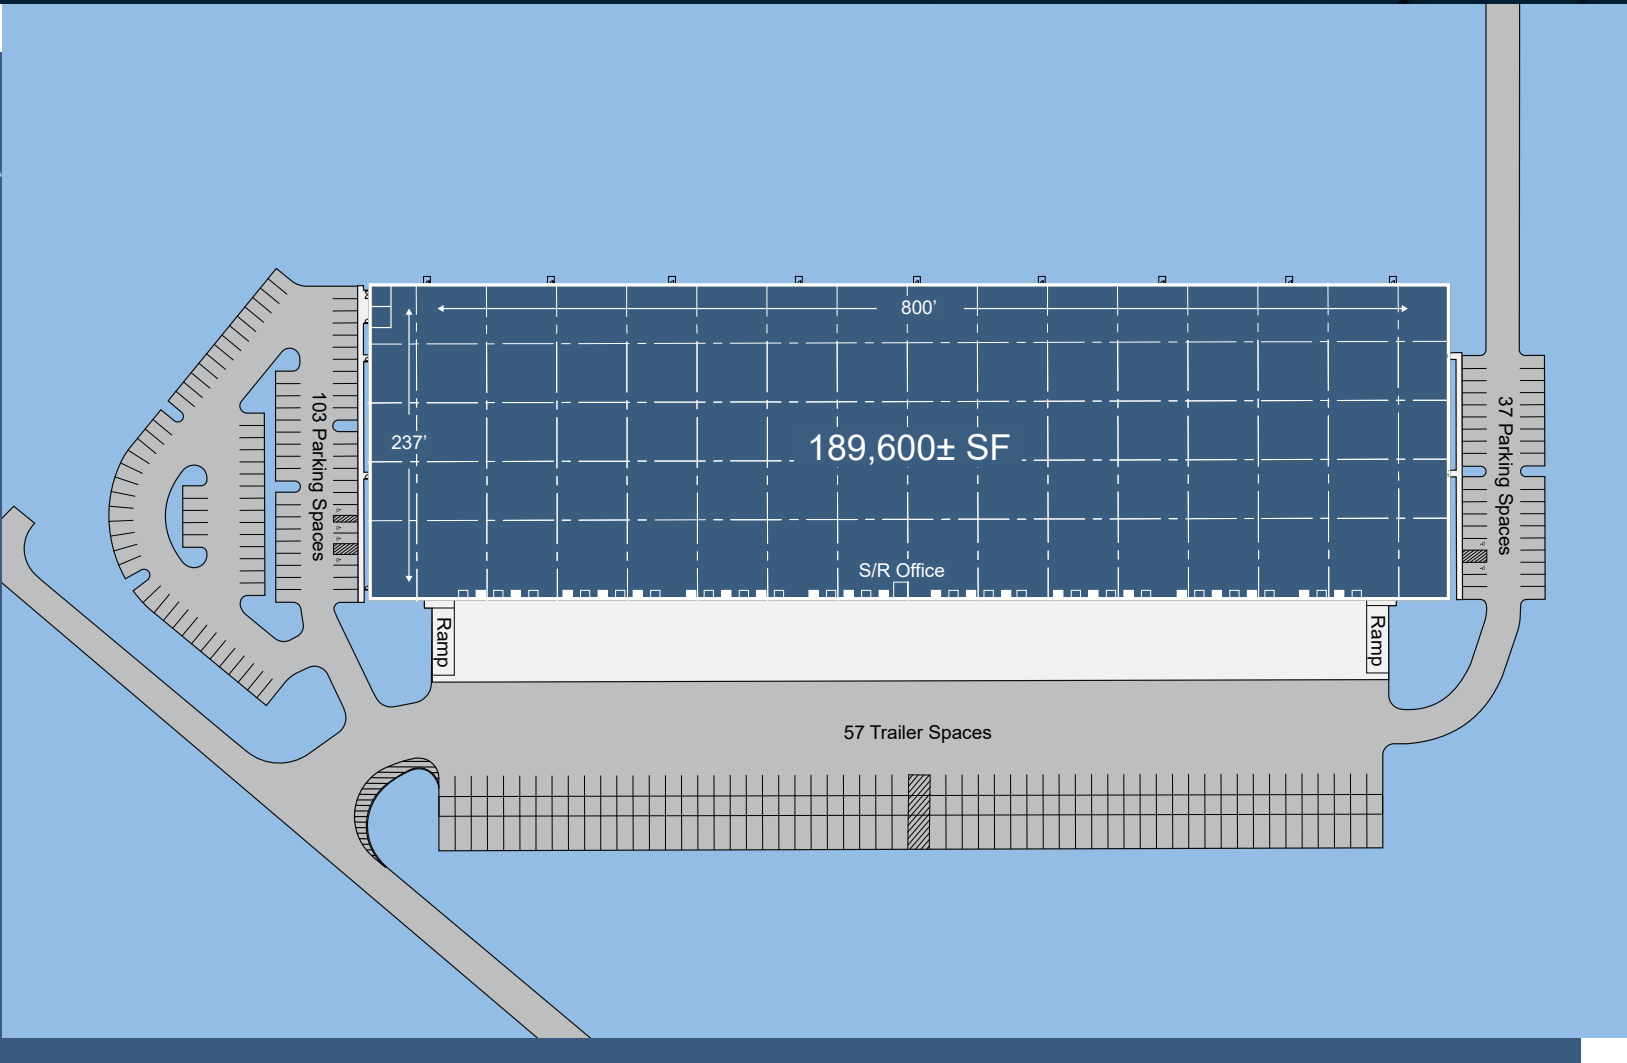 800’
103 Parking Spaces
237’
189,600± SF
37 Parking Spaces
S/R Office
Ramp
Ramp
57 Trailer Spaces